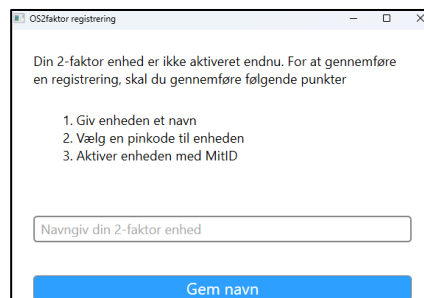 OS2faktor registrering
Din 2-faktor enhed er ikke aktiveret endnu. For at gennemføre
en registrering, skal du gennemføre følgende punkter
1. Giv enheden et navn
2. Vælg en pinkode til enheden
3. Aktiver enheden med MitID
Navngiv din 2-faktor enhed
Gem navn